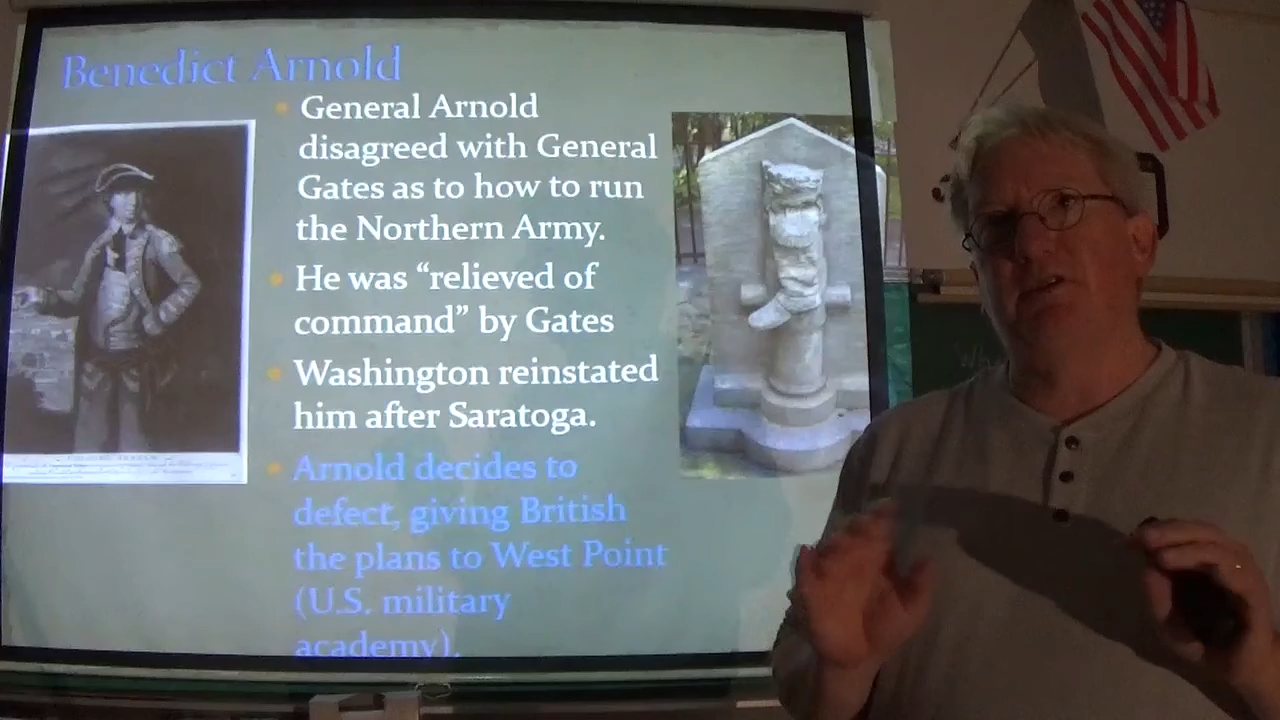 Benedict Arnold
General Arnold
disagreed with General
Gates as to how to run
the Northern Army.
He was “relieved of
command” by Gates
Washington reinstated
him after Saratoga.
Arnold decides to
defect, giving British
the plans to West Point
(U.S. military
academy).